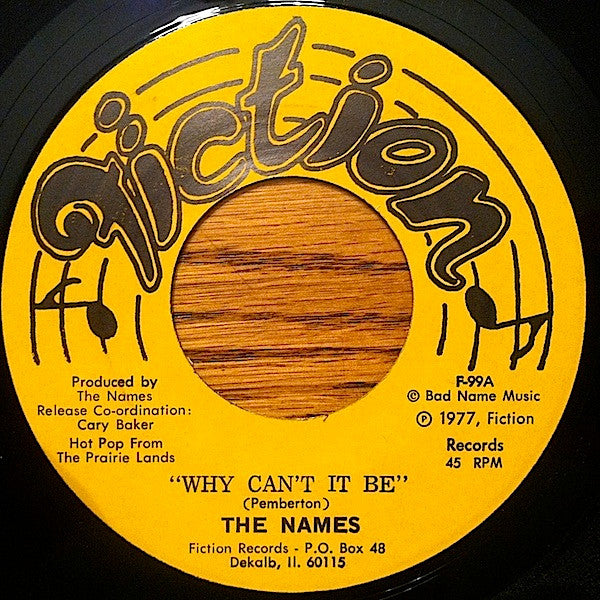 Fiction
Produced by
The Names
Release Co-ordination:
Cary Baker
Hot Pop From
The Prairie Lands
F-99A
© Bad Name Music
℗ 1977, Fiction
Records
45 RPM
"WHY CAN'T IT BE"
(Pemberton)
THE NAMES
Fiction Records - P.O. Box 48
Dekalb, Il. 60115